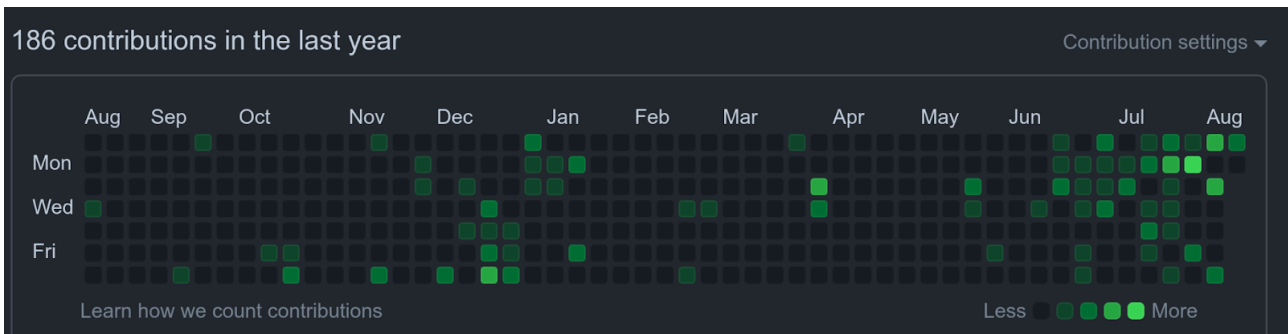 186 contributions in the last year
Contribution settings
Aug Sep Oct Nov Dec Jan Feb Mar Apr May Jun Jul Aug
Mon
Wed
Fri
Learn how we count contributions
Less More